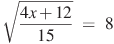 √((4x + 12)/15) = 8